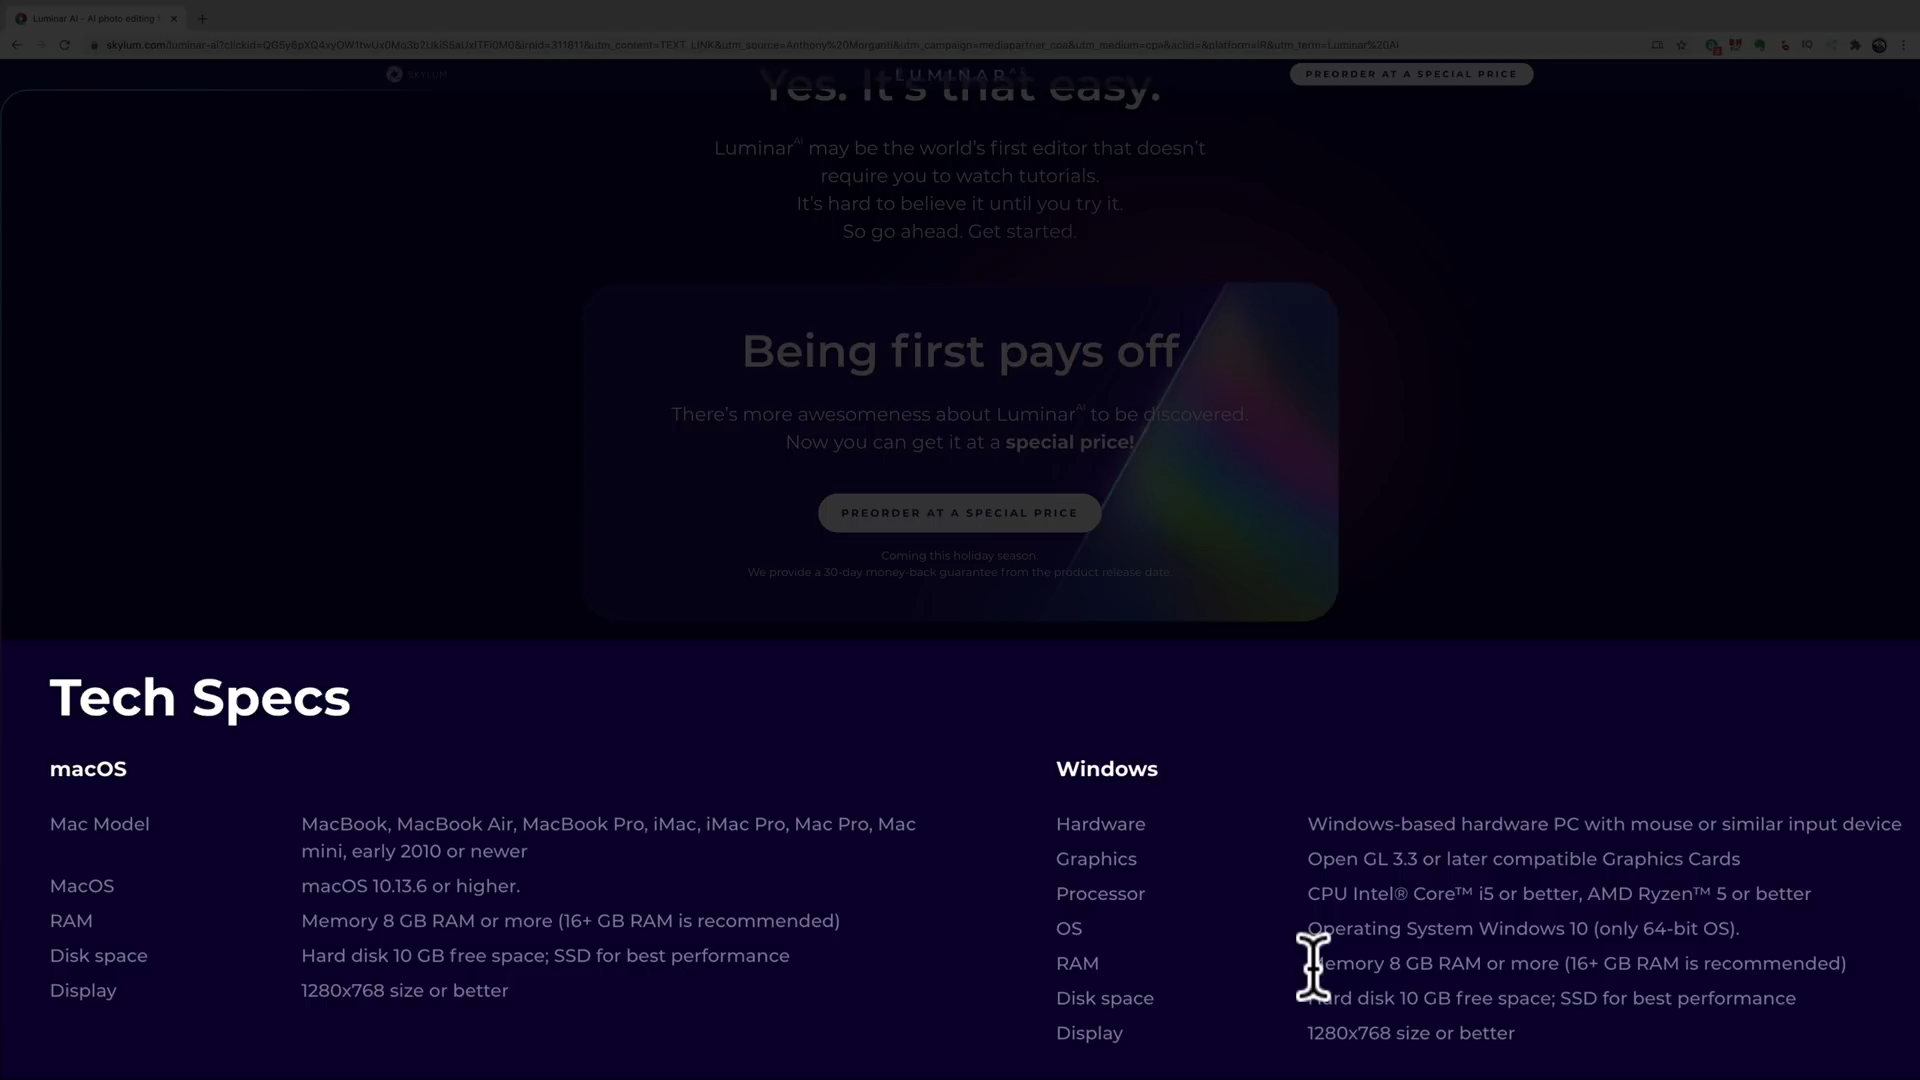 Luminar AI - AI photo editing
SKYLUM
LUMINAR AI
PREORDER AT A SPECIAL PRICE
Yes. It's that easy.
Luminar AI may be the world's first editor that doesn't
require you to watch tutorials.
It's hard to believe it until you try it.
So go ahead. Get started.
Being first pays off
There's more awesomeness about Luminar AI to be discovered.
Now you can get it at a special price!
PREORDER AT A SPECIAL PRICE
Coming this holiday season.
We provide a 30-day money-back guarantee from the product release date.
Tech Specs
macOS
Mac Model MacBook, MacBook Air, MacBook Pro, iMac, iMac Pro, Mac Pro, Mac
mini, early 2010 or newer
MacOS macOS 10.13.6 or higher.
RAM Memory 8 GB RAM or more (16+ GB RAM is recommended)
Disk space Hard disk 10 GB free space; SSD for best performance
Display 1280x768 size or better
Windows
Hardware Windows-based hardware PC with mouse or similar input device
Graphics Open GL 3.3 or later compatible Graphics Cards
Processor CPU Intel® Core™ i5 or better, AMD Ryzen™ 5 or better
OS Operating System Windows 10 (only 64-bit OS).
RAM Memory 8 GB RAM or more (16+ GB RAM is recommended)
Disk space Hard disk 10 GB free space; SSD for best performance
Display 1280x768 size or better